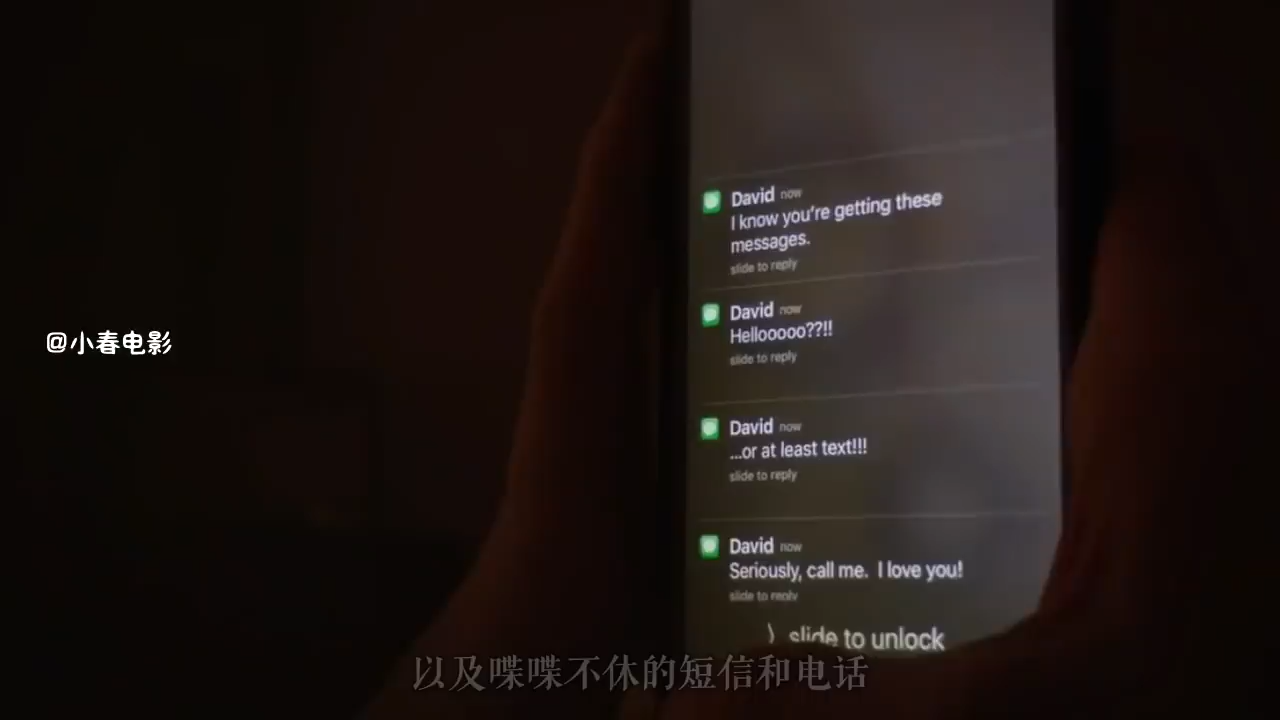 David now
I know you're getting these
messages.
slide to reply
David now
Hellooooo??!!
slide to reply
@小春电影
David now
...or at least text!!!
slide to reply
David now
Seriously, call me. I love you!
slide to reply
slide to unlock
以及喋喋不休的短信和电话